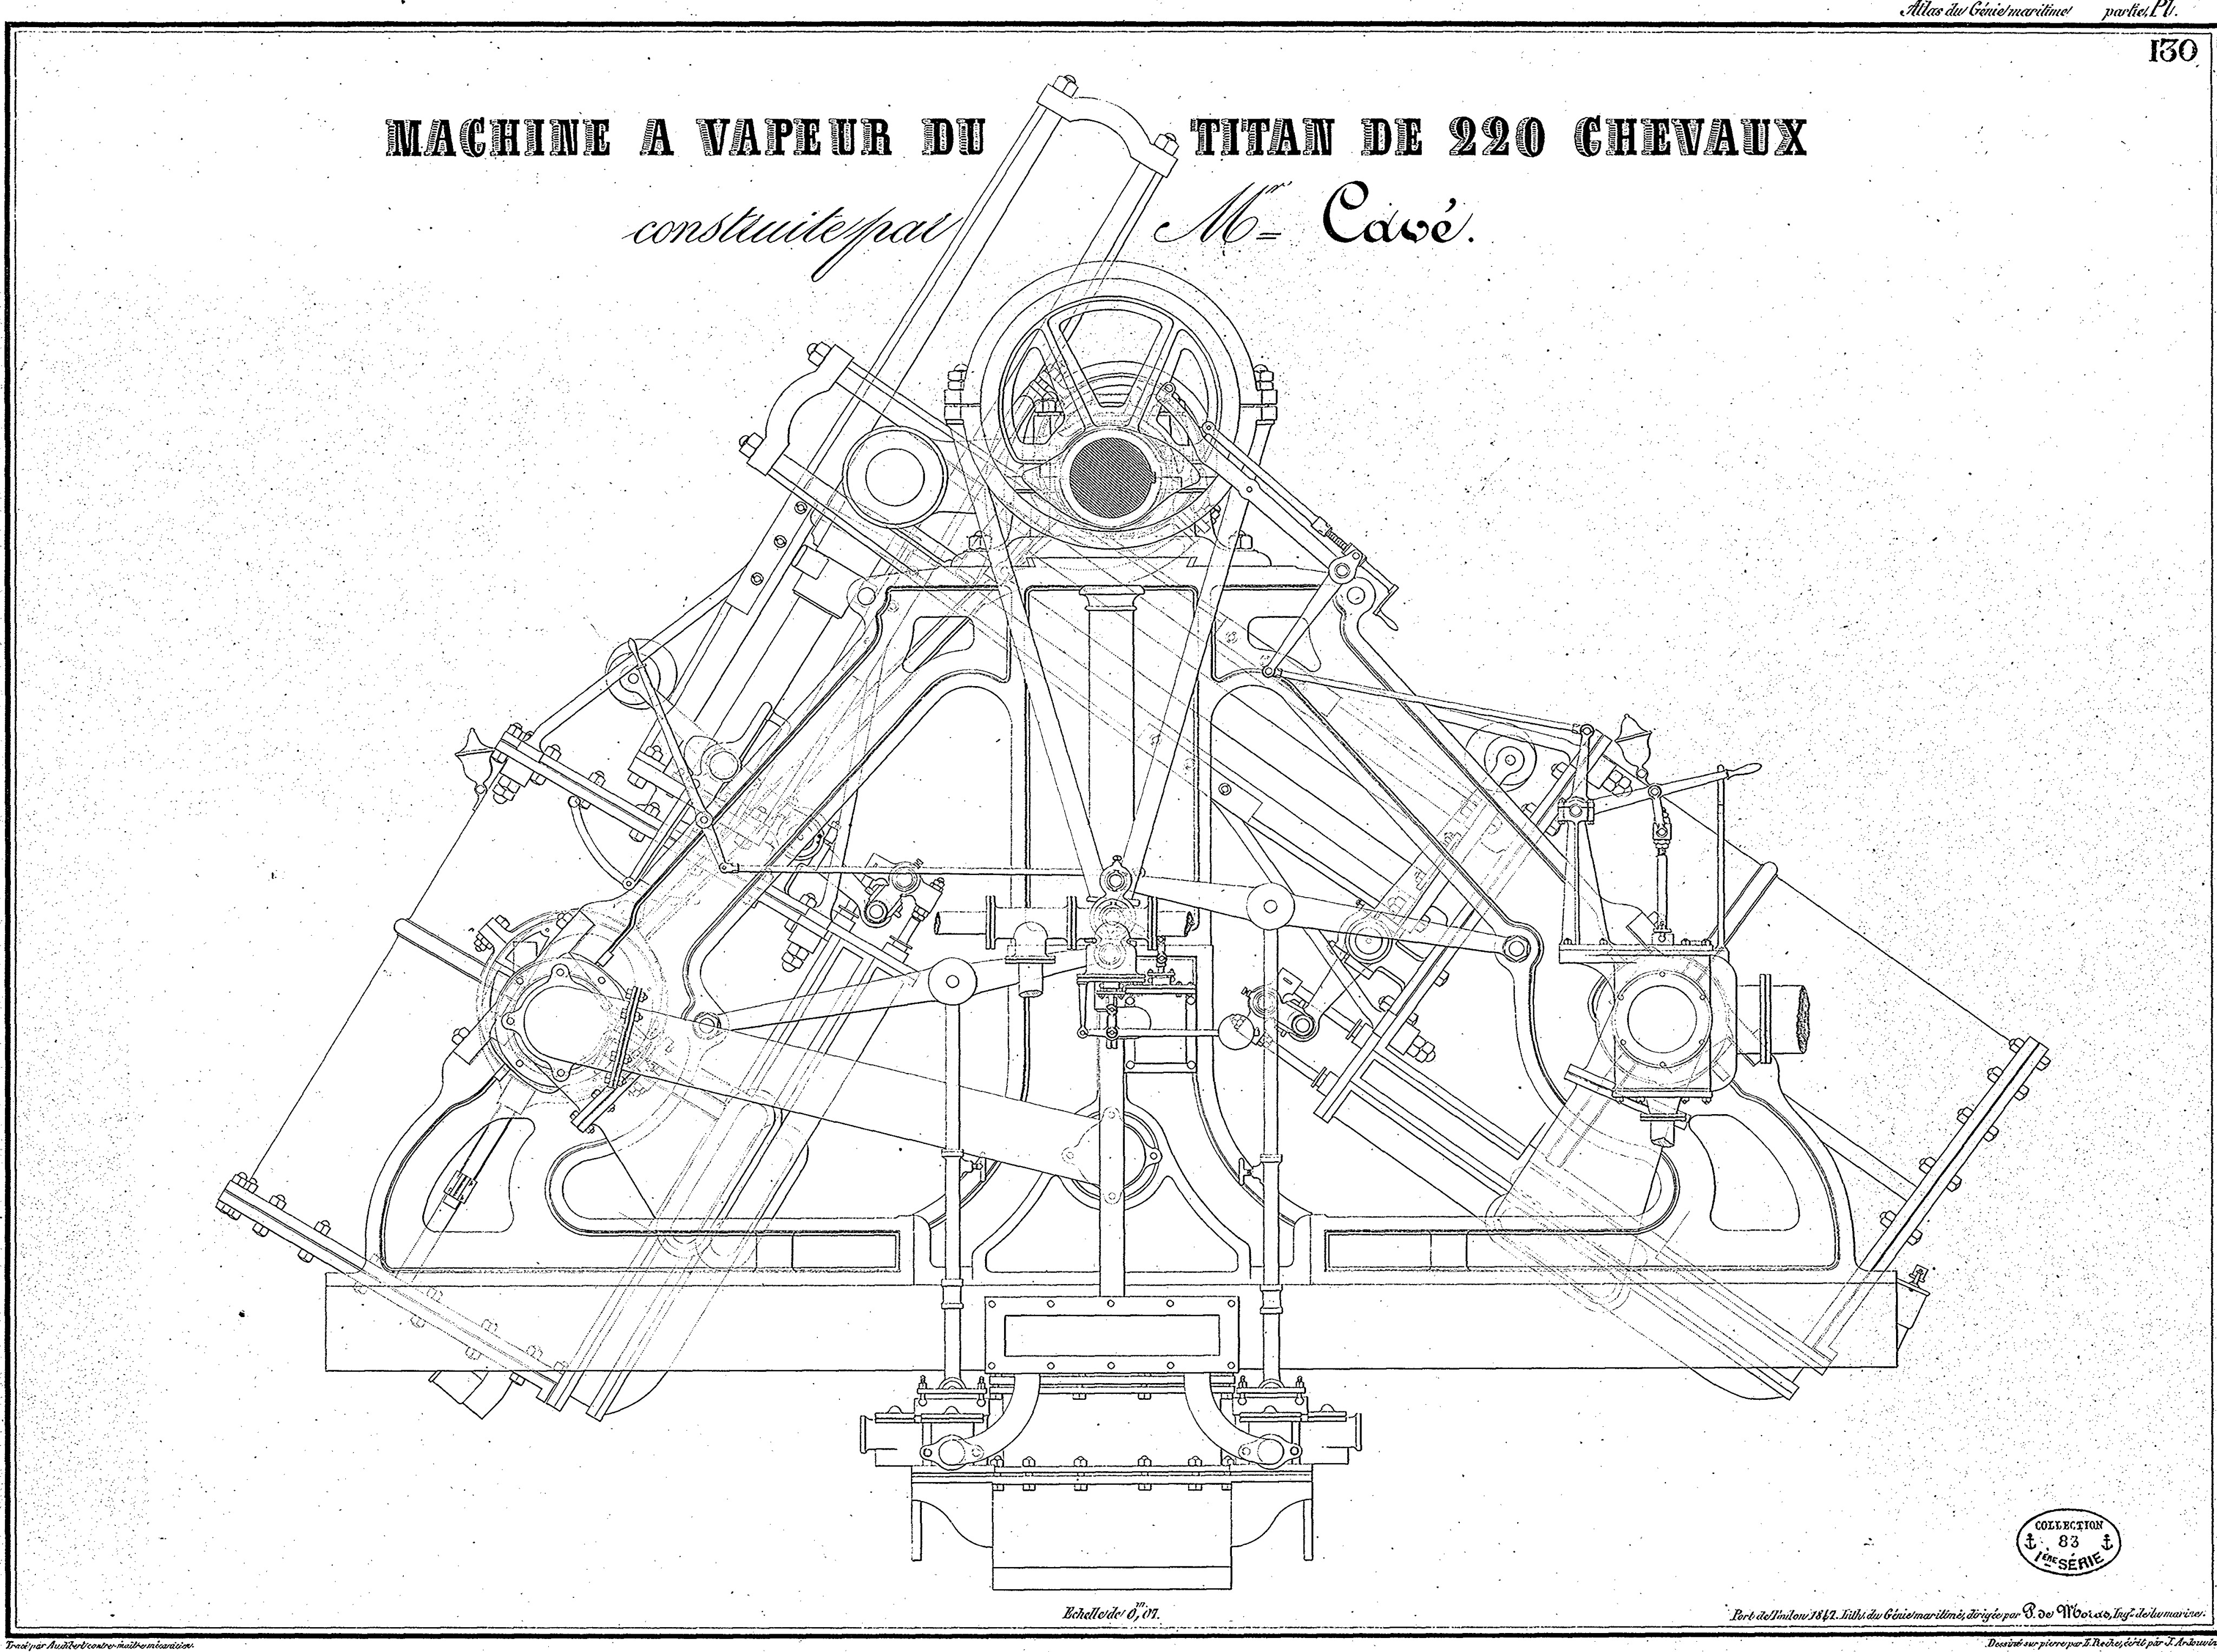 Atlas du Génie maritime partie, Pl.
130
MACHINE A VAPEUR DU TITAN DE 220 CHEVAUX
construite par Mr Cavé.
COLLECTION
83
1ÈRE SÉRIE
Echelle de 0,m 07.
Port de Toulon 1842. Lith. du Génie maritime, dirigée par P. de Moras, Ingr. de la marine.
Tracé par Audibert contre-maître mécanicien.
Dessiné sur pierre par L. Roche, écrit par J. Ardouvin